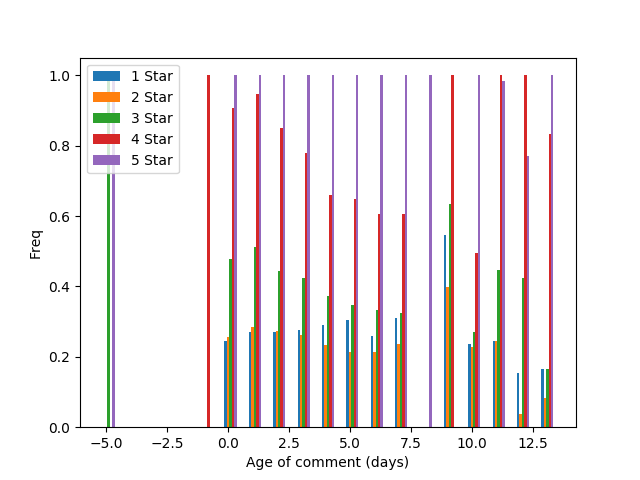 1 Star
2 Star
3 Star
4 Star
5 Star
1.0
0.8
0.6
0.4
0.2
0.0
Freq
−5.0 −2.5 0.0 2.5 5.0 7.5 10.0 12.5
Age of comment (days)